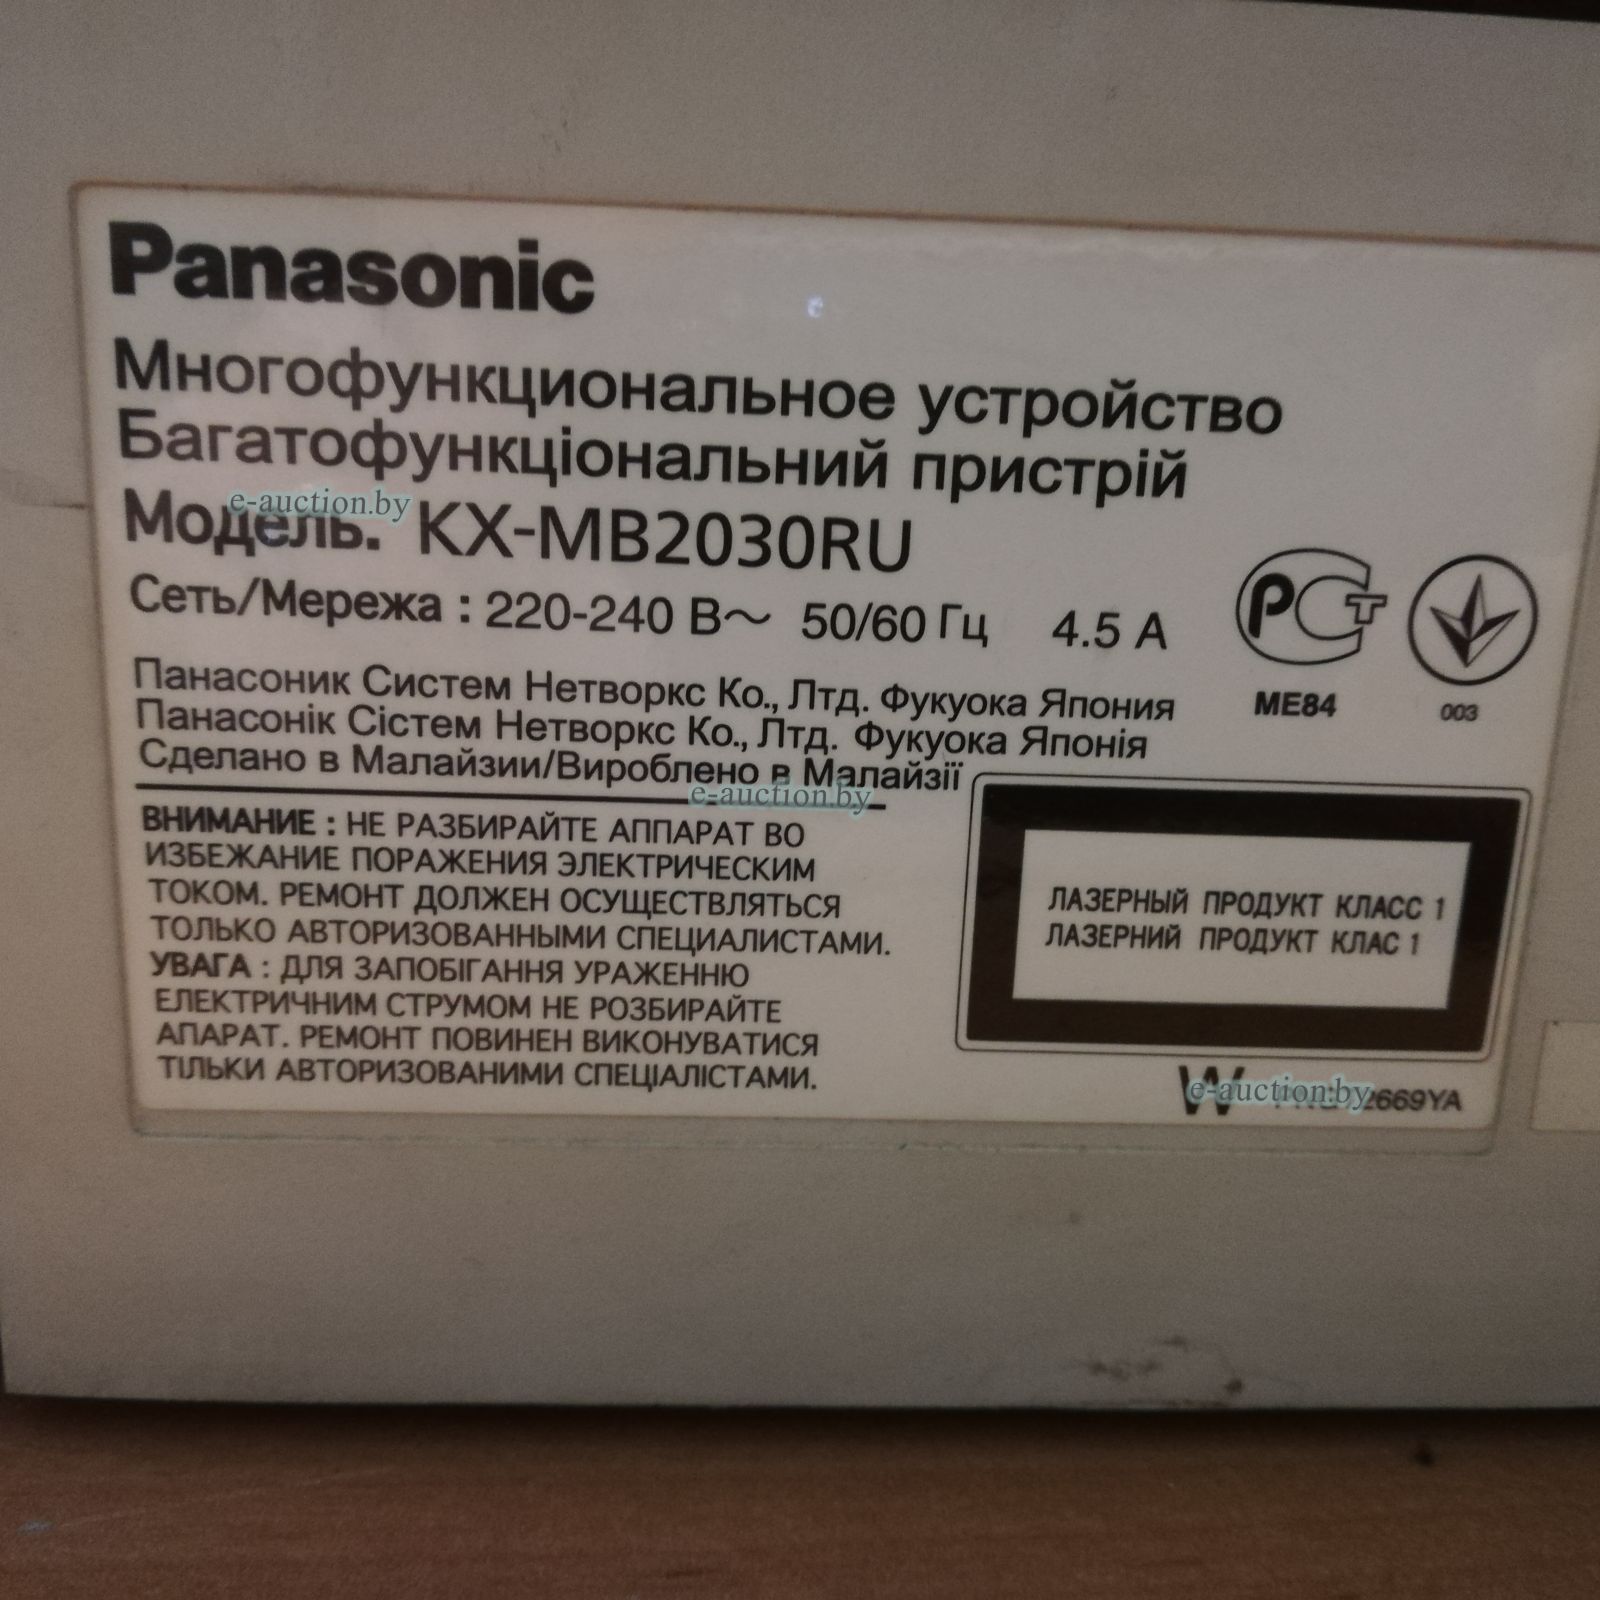 Panasonic
Многофункциональное устройство
Багатофункціональний пристрій
Модель: KX-MB2030RU
e-auction.by
Сеть/Мережа : 220-240 В~ 50/60 Гц 4.5 A
РСТ
ME84
003
Панасоник Систем Нетворкс Ко., Лтд. Фукуока Япония
Панасонік Сістем Нетворкс Ко., Лтд. Фукуока Японія
Сделано в Малайзии/Вироблено в Малайзії
e-auction.by
ВНИМАНИЕ : НЕ РАЗБИРАЙТЕ АППАРАТ ВО
ИЗБЕЖАНИЕ ПОРАЖЕНИЯ ЭЛЕКТРИЧЕСКИМ
ТОКОМ. РЕМОНТ ДОЛЖЕН ОСУЩЕСТВЛЯТЬСЯ
ТОЛЬКО АВТОРИЗОВАННЫМИ СПЕЦИАЛИСТАМИ.
УВАГА : ДЛЯ ЗАПОБІГАННЯ УРАЖЕННЮ
ЕЛЕКТРИЧНИМ СТРУМОМ НЕ РОЗБИРАЙТЕ
АПАРАТ. РЕМОНТ ПОВИНЕН ВИКОНУВАТИСЯ
ТІЛЬКИ АВТОРИЗОВАНИМИ СПЕЦІАЛІСТАМИ.
ЛАЗЕРНЫЙ ПРОДУКТ КЛАСС 1
ЛАЗЕРНИЙ ПРОДУКТ КЛАС 1
W
e-auction.by